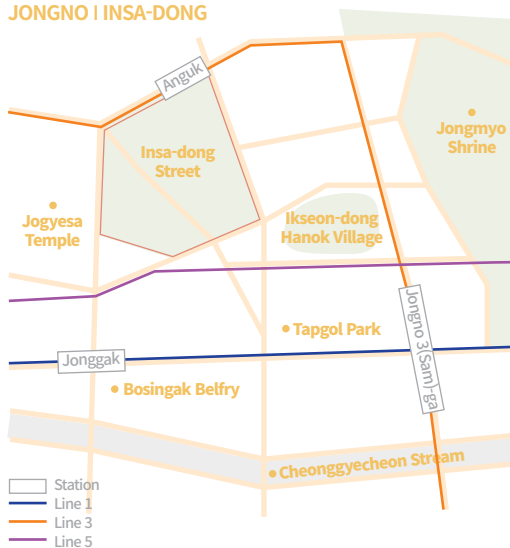 JONGNO I INSA-DONG
Anguk
Insa-dong
Street
Jongmyo
Shrine
Jogyesa
Temple
Ikseon-dong
Hanok Village
Tapgol Park
Jongno 3(Sam)-ga
Jonggak
Bosingak Belfry
Cheonggyecheon Stream
Station
Line 1
Line 3
Line 5